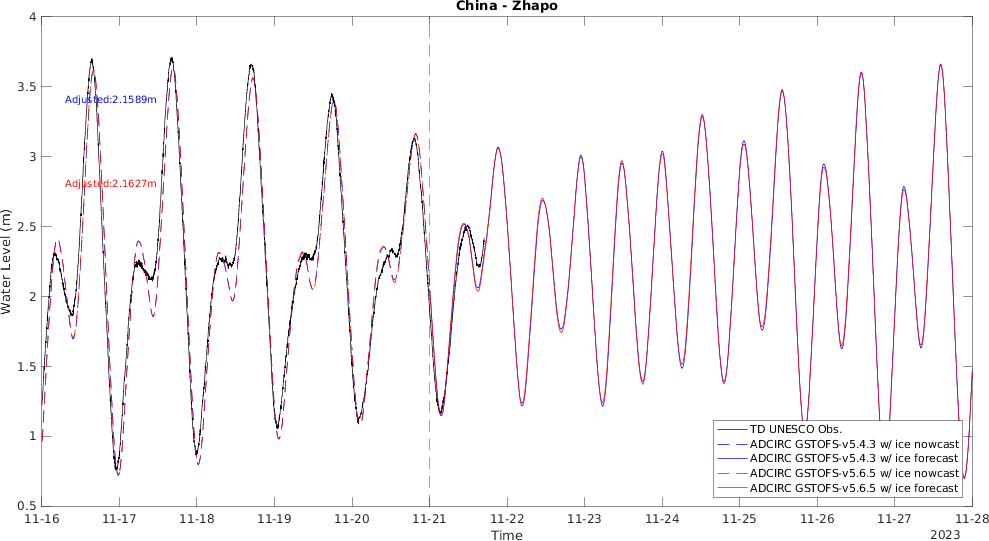 China - Zhapo
4
3.5
3
2.5
2
1.5
1
0.5
Water Level (m)
Adjusted:2.1589m
Adjusted:2.1627m
TD UNESCO Obs.
ADCIRC GSTOFS-v5.4.3 w/ ice nowcast
ADCIRC GSTOFS-v5.4.3 w/ ice forecast
ADCIRC GSTOFS-v5.6.5 w/ ice nowcast
ADCIRC GSTOFS-v5.6.5 w/ ice forecast
11-16 11-17 11-18 11-19 11-20 11-21 11-22 11-23 11-24 11-25 11-26 11-27 11-28
Time
2023